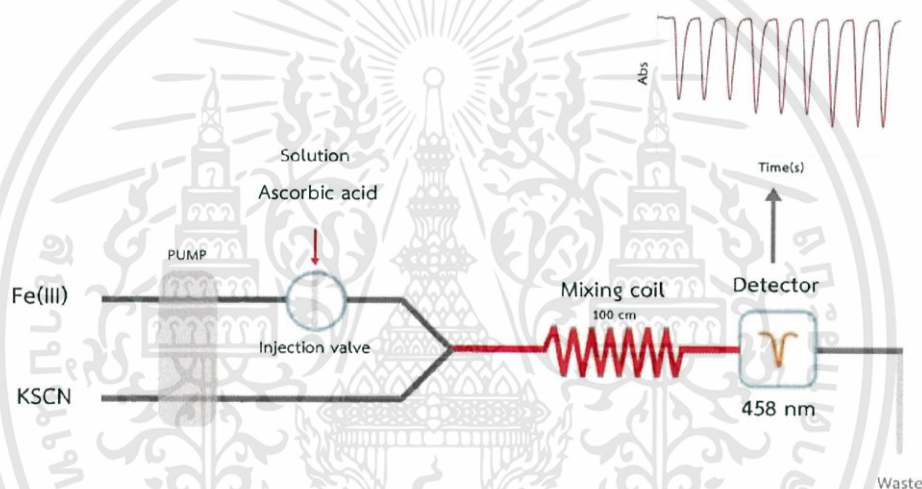 Abs
Time(s)
Solution
Ascorbic acid
PUMP
Fe(III)
Injection valve
Mixing coil
100 cm
Detector
KSCN
458 nm
Waste